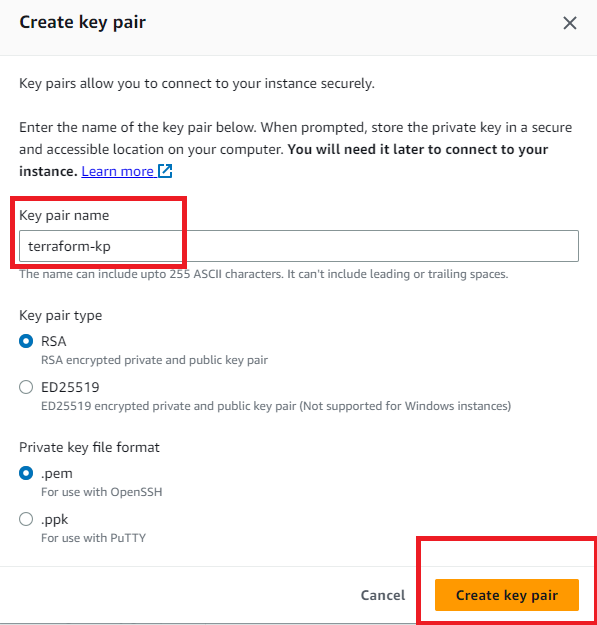 Create key pair
Key pairs allow you to connect to your instance securely.
Enter the name of the key pair below. When prompted, store the private key in a secure
and accessible location on your computer. You will need it later to connect to your
instance. Learn more
Key pair name
terraform-kp
The name can include upto 255 ASCII characters. It can't include leading or trailing spaces.
Key pair type
RSA
RSA encrypted private and public key pair
ED25519
ED25519 encrypted private and public key pair (Not supported for Windows instances)
Private key file format
.pem
For use with OpenSSH
.ppk
For use with PuTTY
Cancel
Create key pair